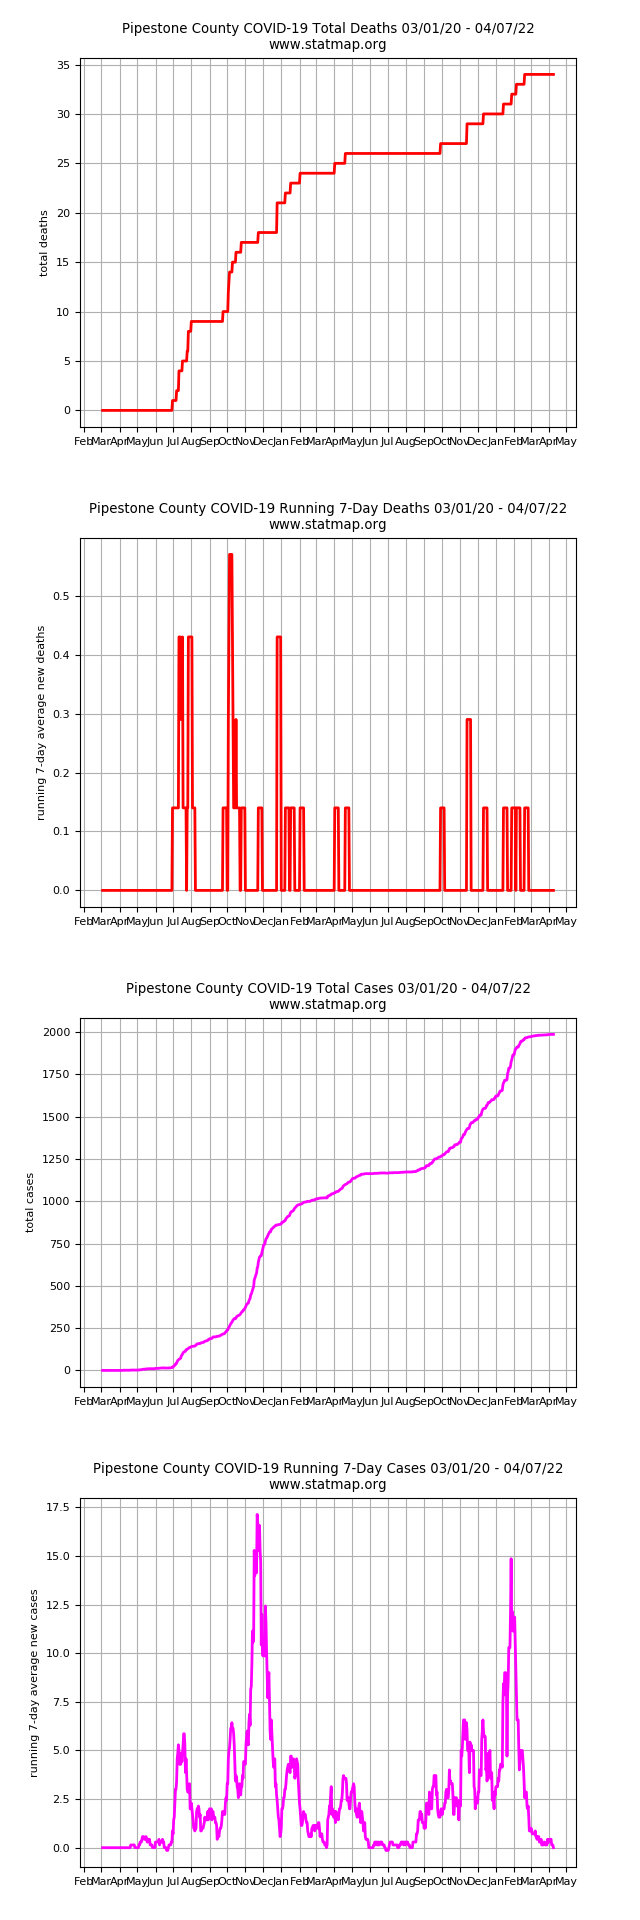 Pipestone County COVID-19 Total Deaths 03/01/20 - 04/07/22
www.statmap.org
35
30
25
20
15
10
5
0
total deaths
Feb Mar Apr May Jun Jul Aug Sep Oct Nov Dec Jan Feb Mar Apr May Jun Jul Aug Sep Oct Nov Dec Jan Feb Mar Apr May
Pipestone County COVID-19 Running 7-Day Deaths 03/01/20 - 04/07/22
www.statmap.org
0.5
0.4
0.3
0.2
0.1
0.0
running 7-day average new deaths
Feb Mar Apr May Jun Jul Aug Sep Oct Nov Dec Jan Feb Mar Apr May Jun Jul Aug Sep Oct Nov Dec Jan Feb Mar Apr May
Pipestone County COVID-19 Total Cases 03/01/20 - 04/07/22
www.statmap.org
2000
1750
1500
1250
1000
750
500
250
0
total cases
Feb Mar Apr May Jun Jul Aug Sep Oct Nov Dec Jan Feb Mar Apr May Jun Jul Aug Sep Oct Nov Dec Jan Feb Mar Apr May
Pipestone County COVID-19 Running 7-Day Cases 03/01/20 - 04/07/22
www.statmap.org
17.5
15.0
12.5
10.0
7.5
5.0
2.5
0.0
running 7-day average new cases
Feb Mar Apr May Jun Jul Aug Sep Oct Nov Dec Jan Feb Mar Apr May Jun Jul Aug Sep Oct Nov Dec Jan Feb Mar Apr May